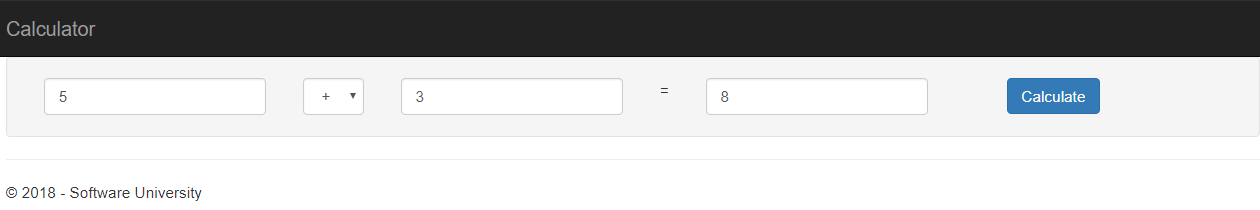 Calculator
5 + 3 = 8 Calculate
© 2018 - Software University